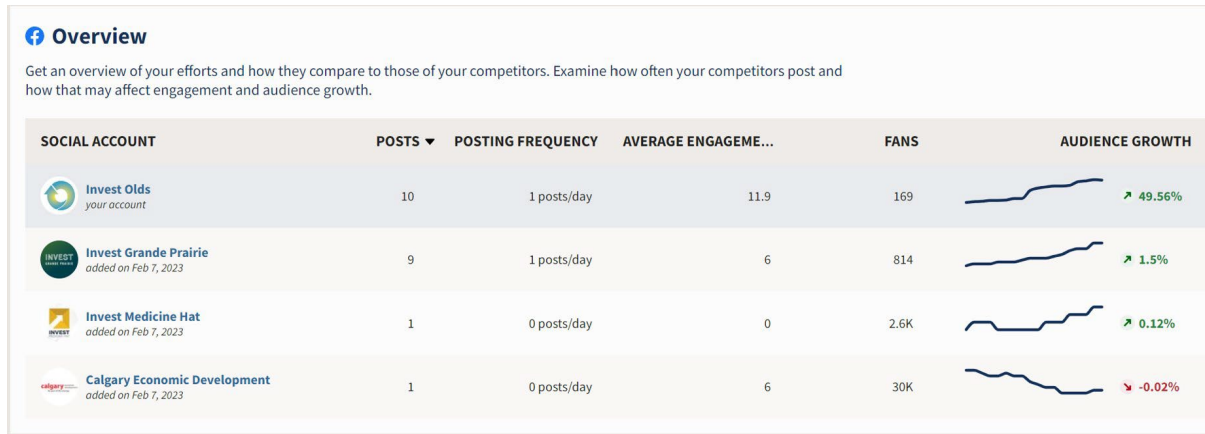 Overview
Get an overview of your efforts and how they compare to those of your competitors. Examine how often your competitors post and
how that may affect engagement and audience growth.
SOCIAL ACCOUNT POSTS POSTING FREQUENCY AVERAGE ENGAGEME... FANS AUDIENCE GROWTH
Invest Olds
your account
10 1 posts/day 11.9 169 49.56%
INVEST
GRANDE PRAIRIE
Invest Grande Prairie
added on Feb 7, 2023
9 1 posts/day 6 814 1.5%
INVEST
Invest Medicine Hat
added on Feb 7, 2023
1 0 posts/day 0 2.6K 0.12%
calgary
Calgary Economic Development
added on Feb 7, 2023
1 0 posts/day 6 30K -0.02%